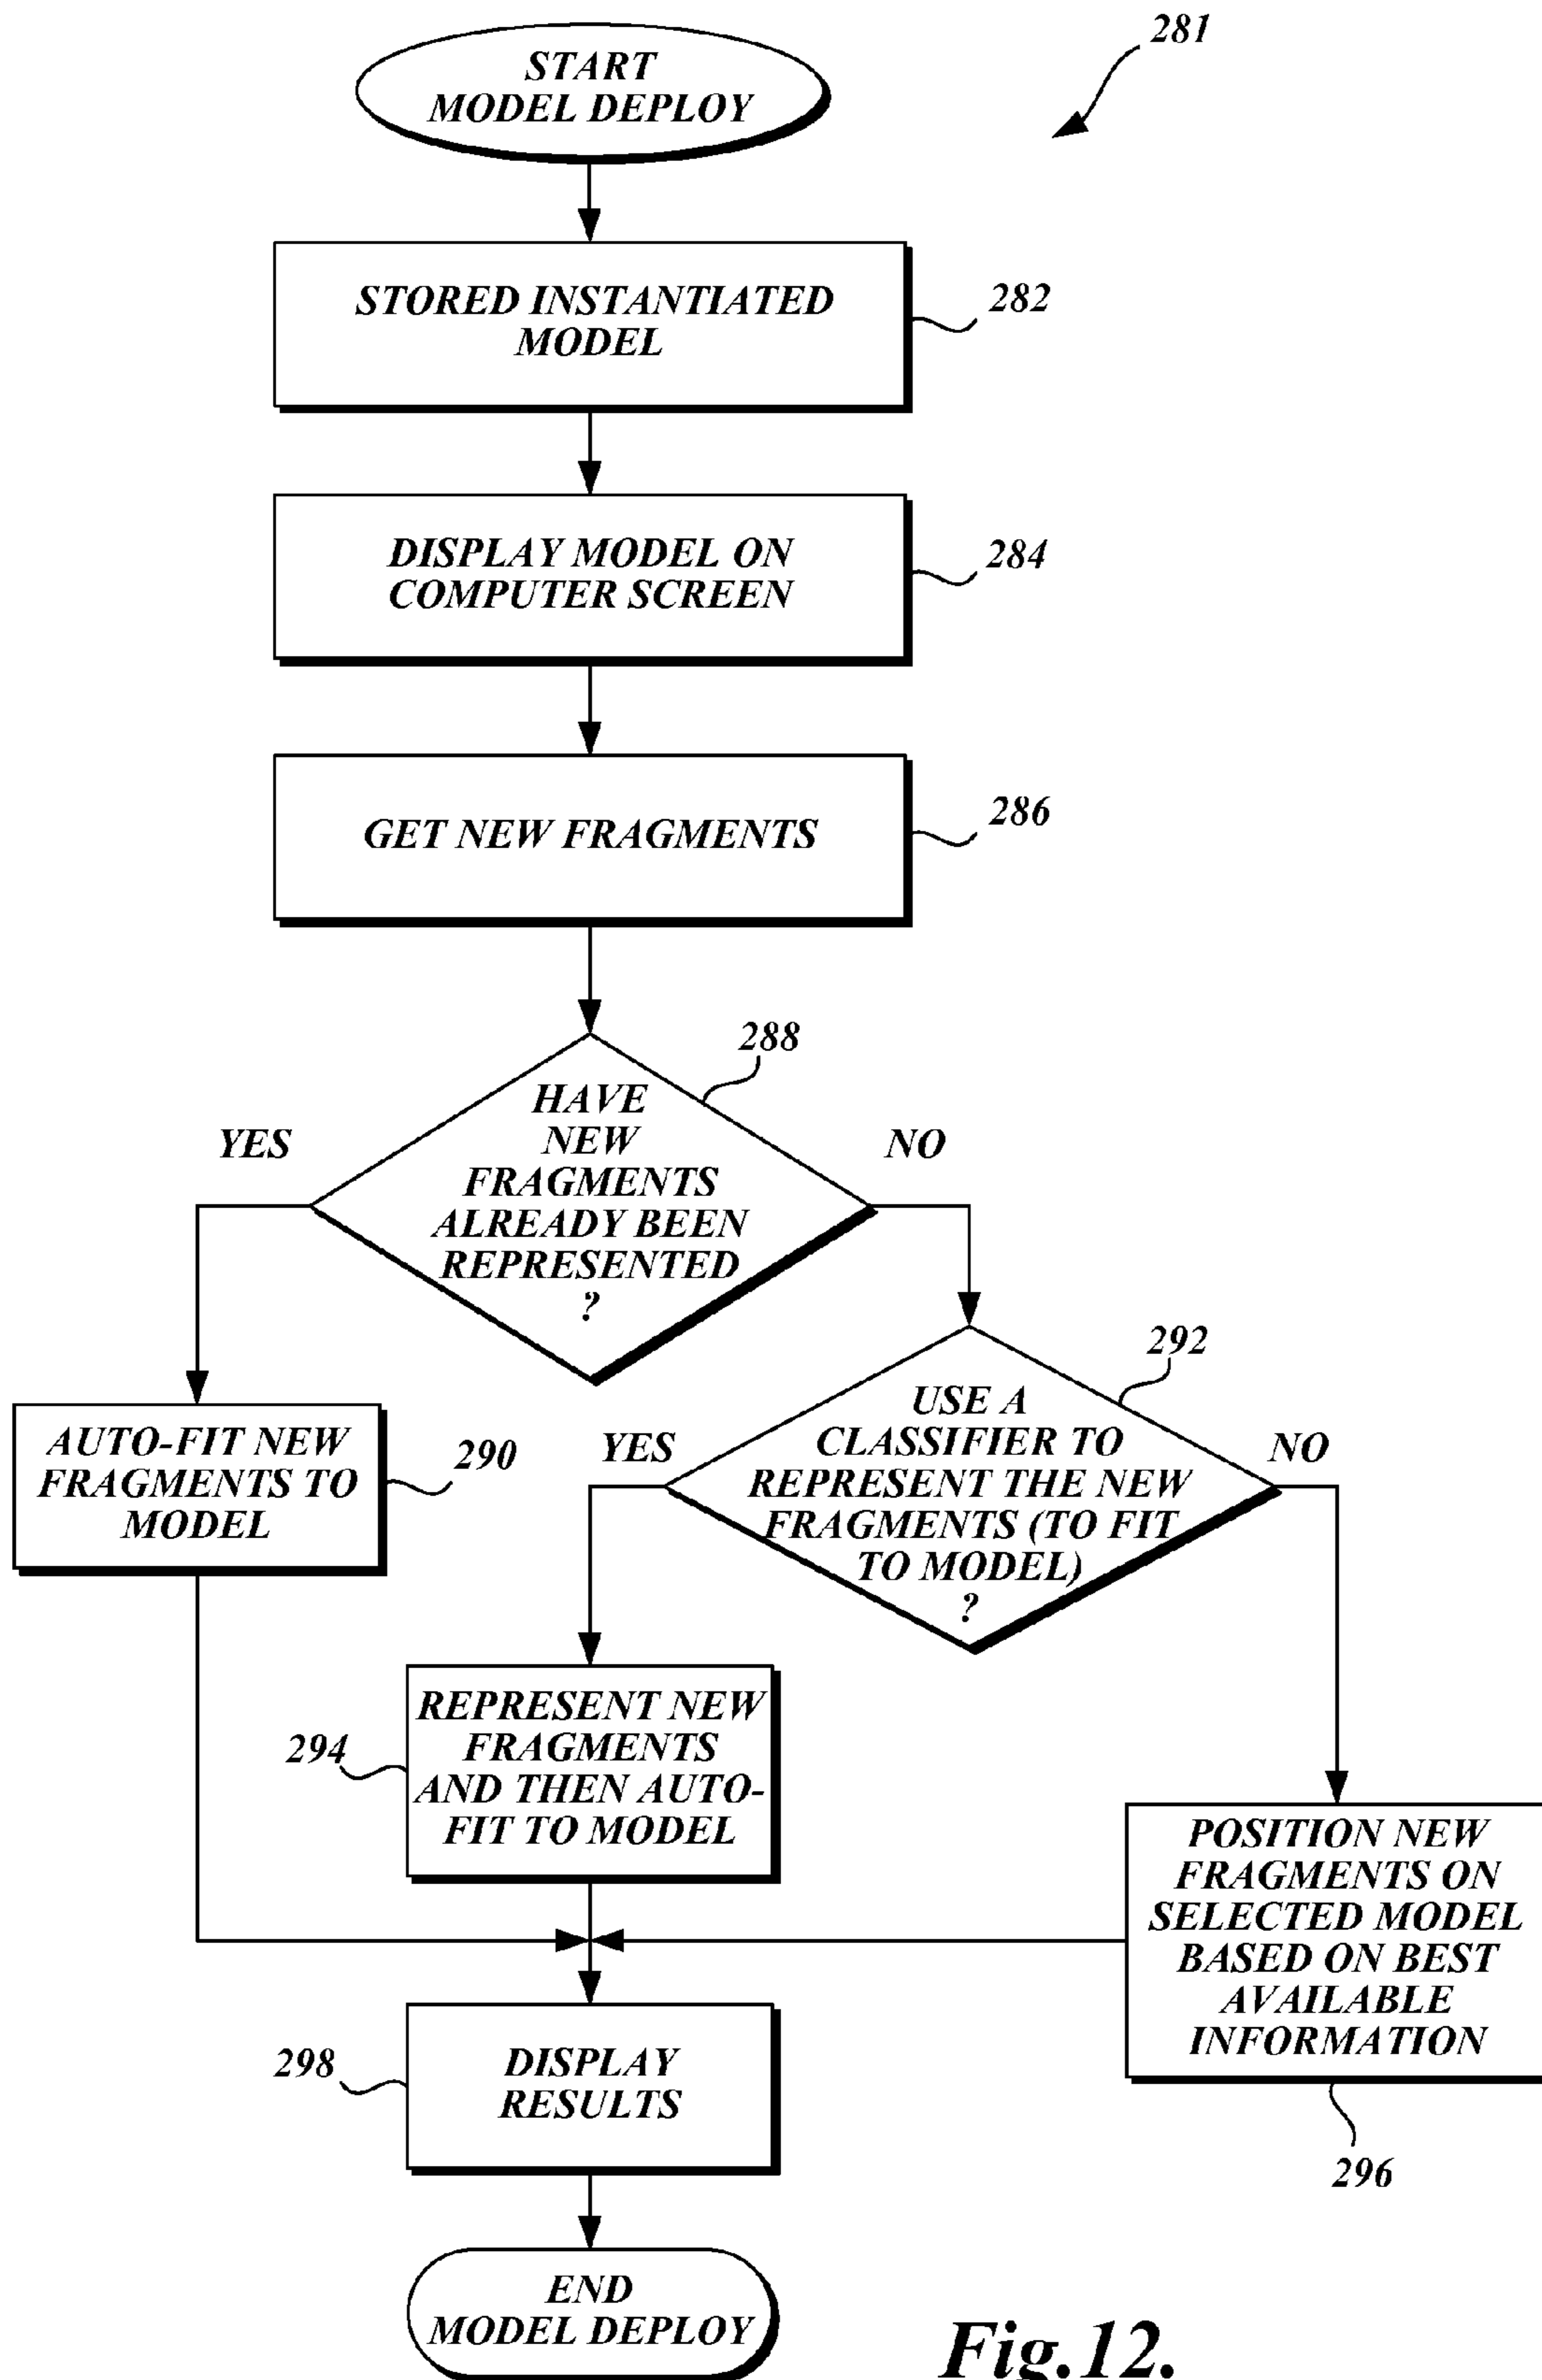 281
START
MODEL DEPLOY
STORED INSTANTIATED
MODEL
282
DISPLAY MODEL ON
COMPUTER SCREEN
284
GET NEW FRAGMENTS
286
288
HAVE
NEW
FRAGMENTS
ALREADY BEEN
REPRESENTED
?
YES
NO
292
USE A
CLASSIFIER TO
REPRESENT THE NEW
FRAGMENTS (TO FIT
TO MODEL)
?
YES
NO
AUTO-FIT NEW
FRAGMENTS TO
MODEL
290
294
REPRESENT NEW
FRAGMENTS
AND THEN AUTO-
FIT TO MODEL
POSITION NEW
FRAGMENTS ON
SELECTED MODEL
BASED ON BEST
AVAILABLE
INFORMATION
296
298
DISPLAY
RESULTS
END
MODEL DEPLOY
Fig.12.